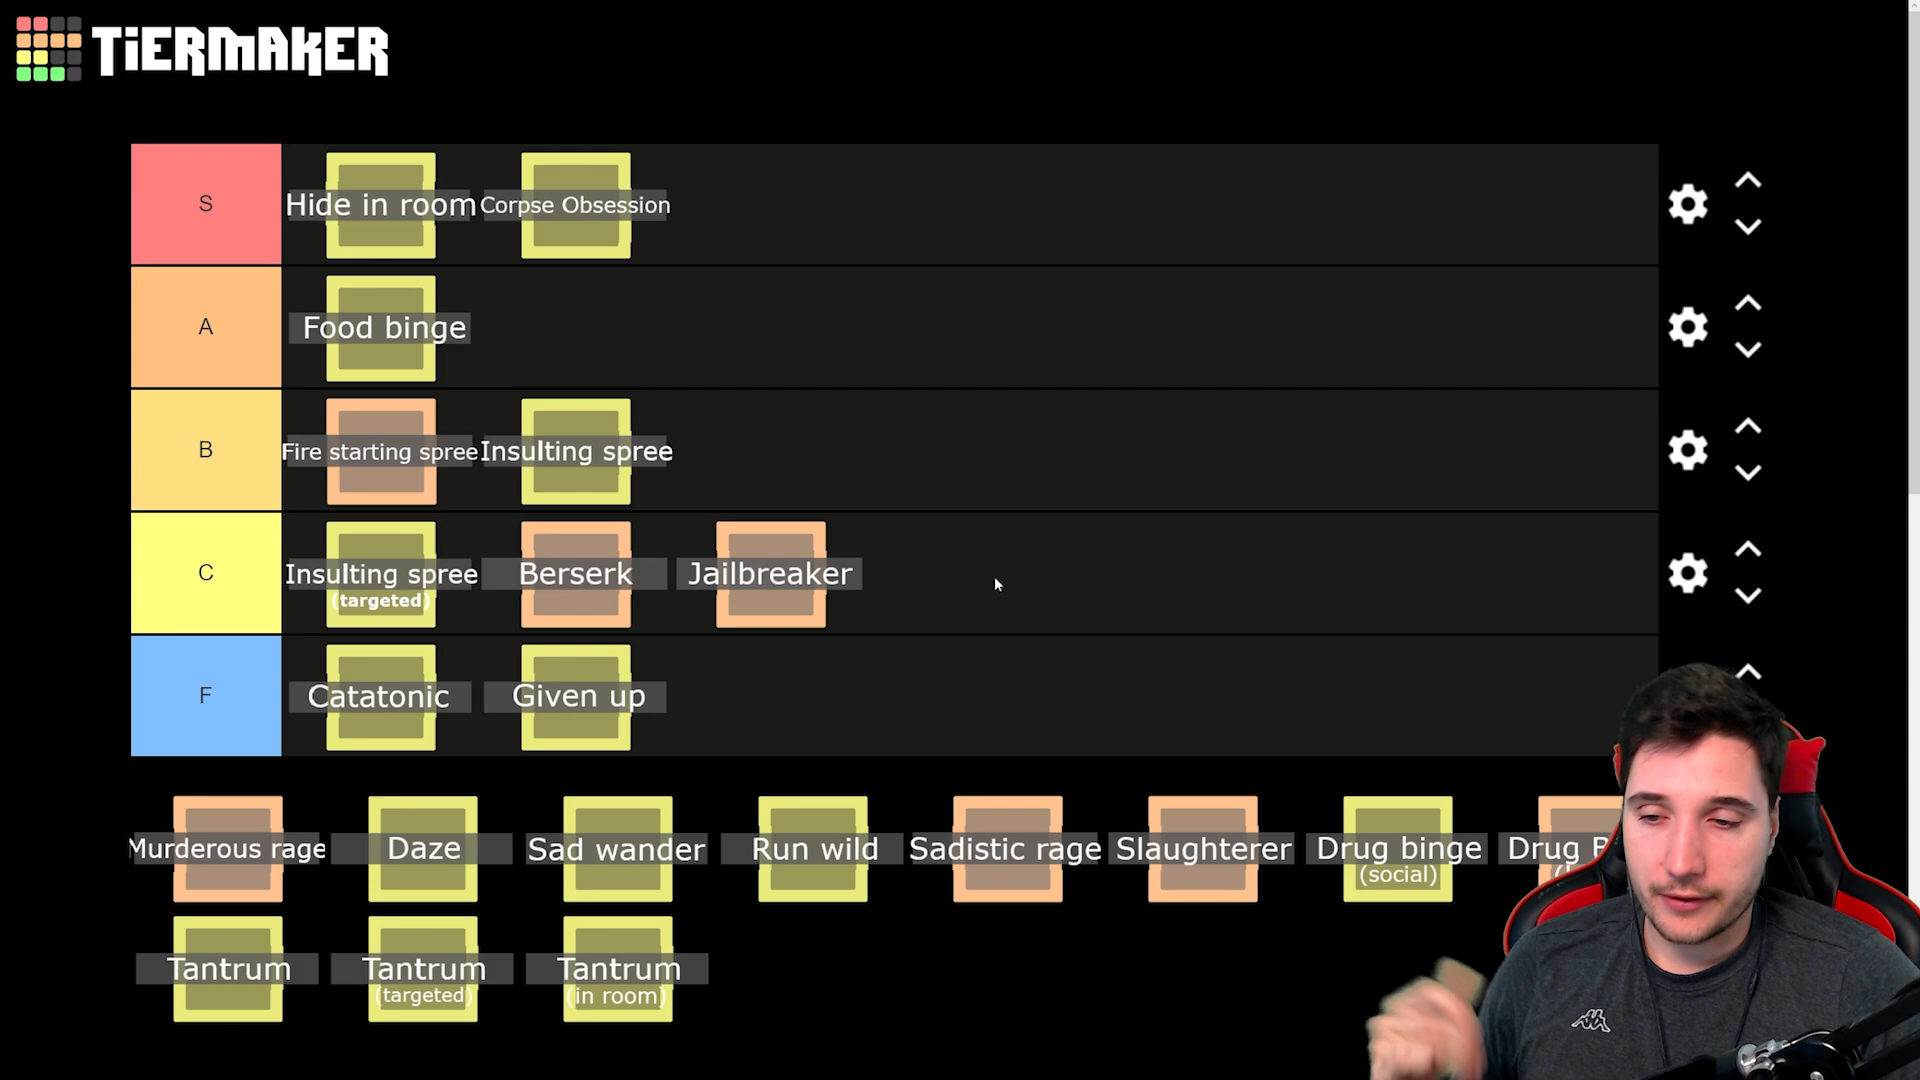 TiERMAKER
S
Hide in room
Corpse Obsession
A
Food binge
B
Fire starting spree
Insulting spree
C
Insulting spree
(targeted)
Berserk
Jailbreaker
F
Catatonic
Given up
Murderous rage
Daze
Sad wander
Run wild
Sadistic rage
Slaughterer
Drug binge
(social)
Drug
Tantrum
Tantrum
(targeted)
Tantrum
(in room)